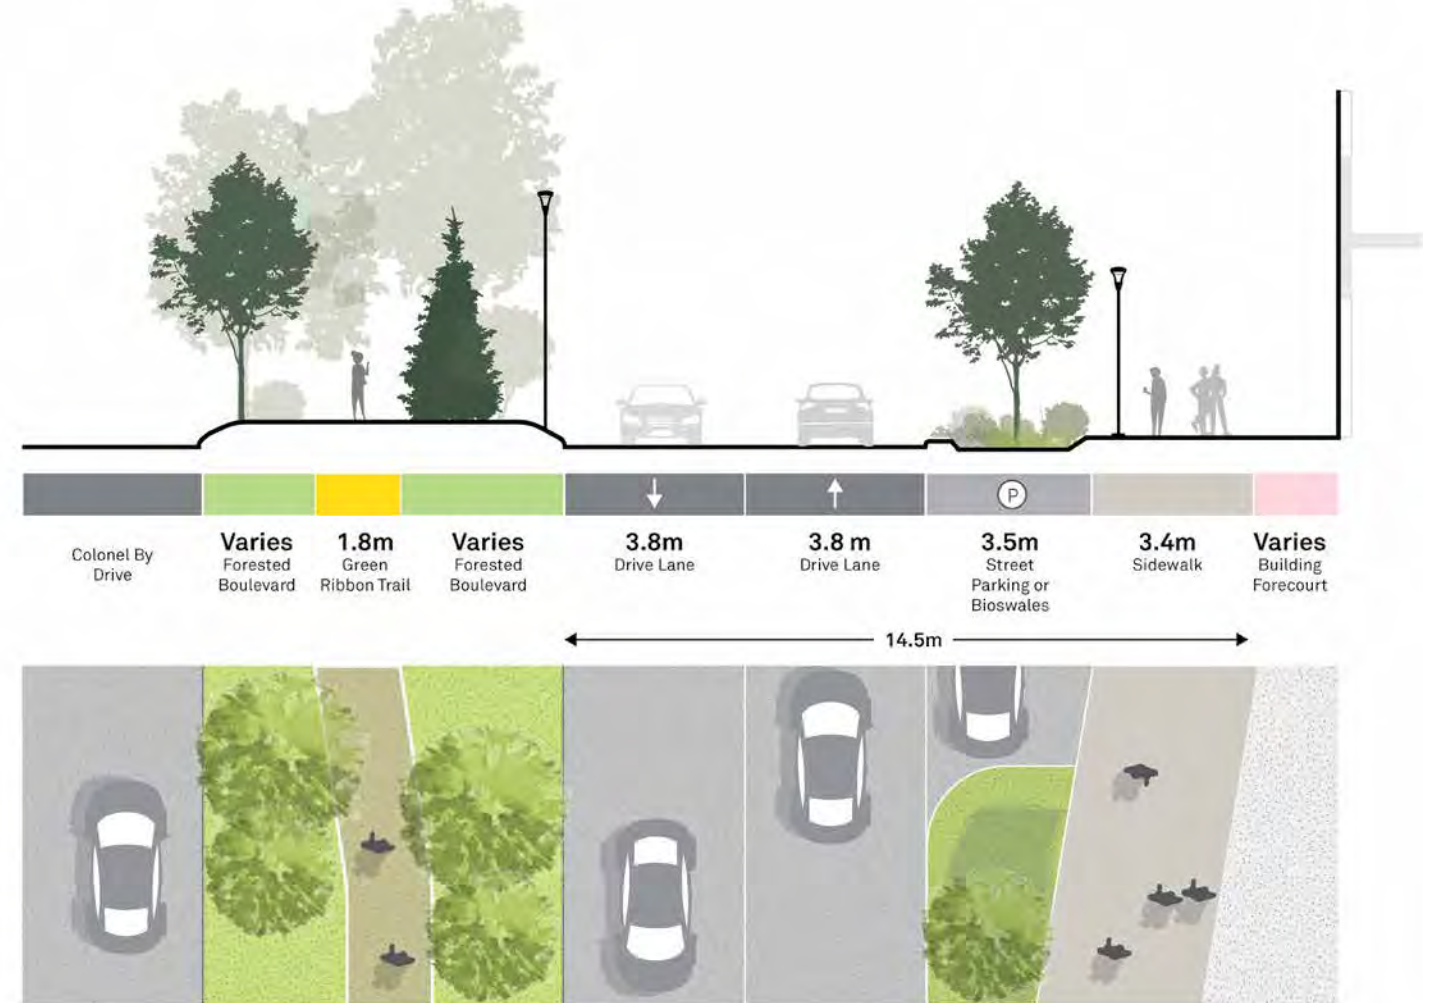 P
Colonel By
Drive
Varies
Forested
Boulevard
1.8m
Green
Ribbon Trail
Varies
Forested
Boulevard
3.8m
Drive Lane
3.8 m
Drive Lane
3.5m
Street
Parking or
Bioswales
3.4m
Sidewalk
Varies
Building
Forecourt
14.5m